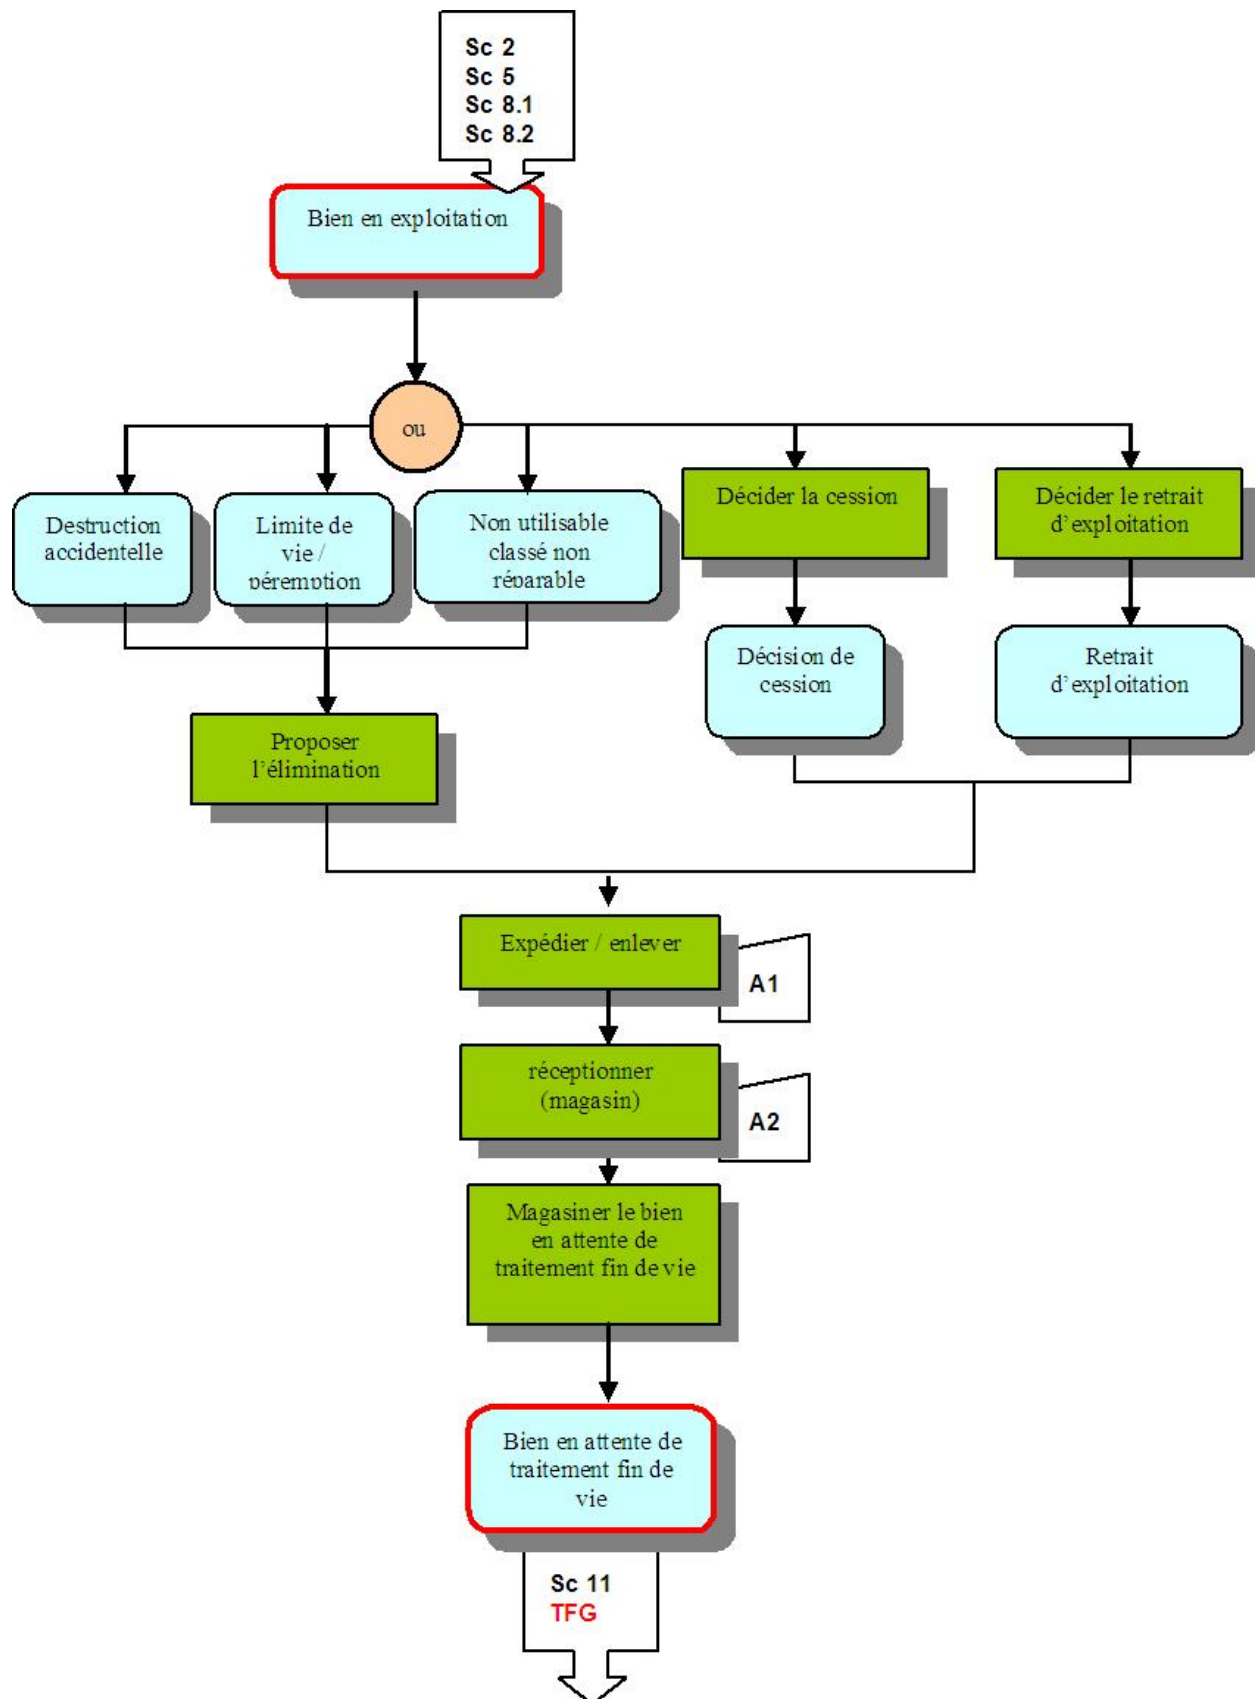 Sc 2
Sc 5
Sc 8.1
Sc 8.2
Bien en exploitation
ou
Destruction
accidentelle
Limite de
vie /
péremption
Non utilisable
classé non
réparable
Décider la cession
Décider le retrait
d’exploitation
Décision de
cession
Retrait
d’exploitation
Proposer
l’élimination
Expédier / enlever
A1
réceptionner
(magasin)
A2
Magasiner le bien
en attente de
traitement fin de vie
Bien en attente de
traitement fin de
vie
Sc 11
TFG